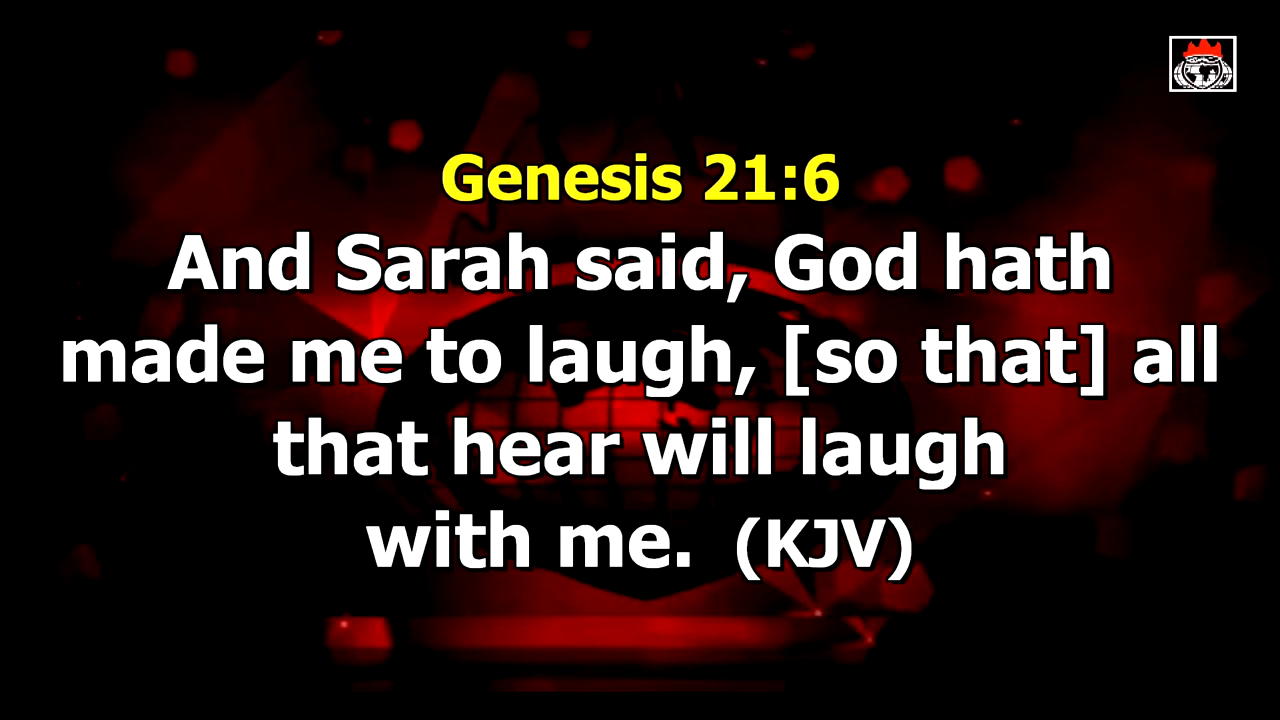 Genesis 21:6
And Sarah said, God hath
made me to laugh, [so that] all
that hear will laugh
with me.  (KJV)